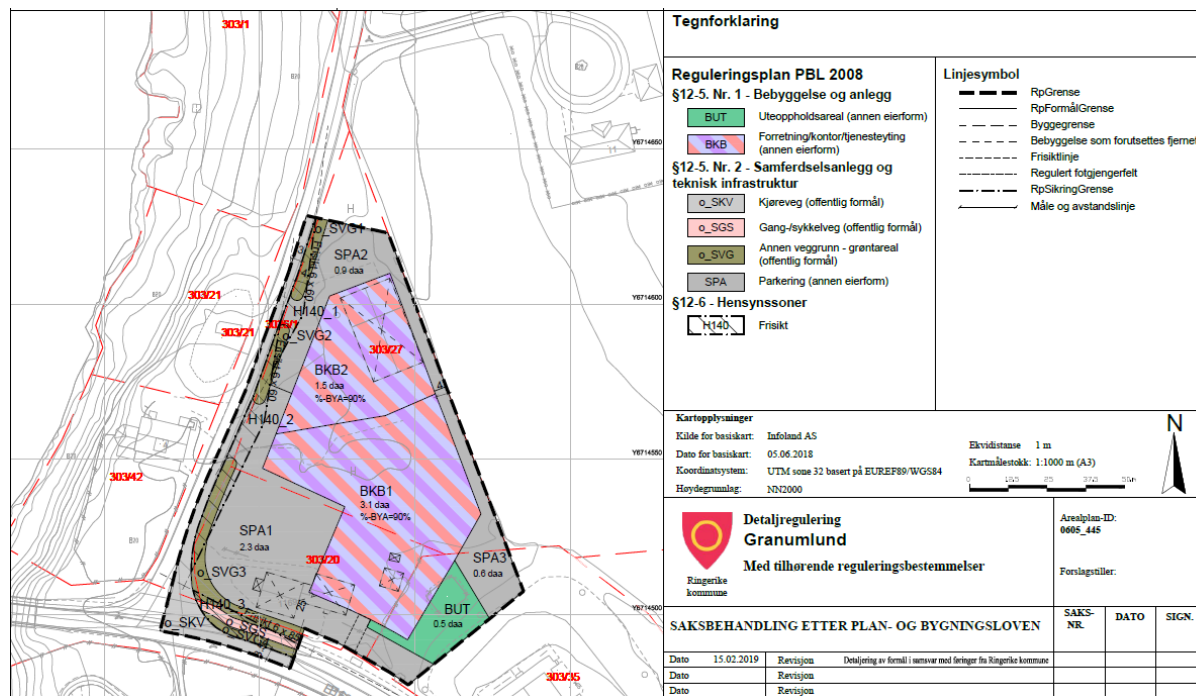 303/1
B20
Y6714650
H
o_SVG1
SPA2
0.9 daa
Y6714600
303/21
H140_1
303/21
o_SVG2
303/27
BKB2
1.5 daa
%-BYA=90%
4
H140_2
Y6714550
H
303/42
BKB1
3.1 daa
%-BYA=90%
SPA1
2.3 daa
SPA3
0.6 daa
303/20
o_SVG3
H140_3
25
BUT
0.5 daa
Y6714500
o_SKV
o_SGS
303/35
Tegnforklaring
Reguleringsplan PBL 2008
§12-5. Nr. 1 - Bebyggelse og anlegg
BUT Uteoppholdsareal (annen eierform)
BKB Forretning/kontor/tjenesteyting
(annen eierform)
§12-5. Nr. 2 - Samferdselsanlegg og
teknisk infrastruktur
o_SKV Kjøreveg (offentlig formål)
o_SGS Gang-/sykkelveg (offentlig formål)
o_SVG Annen veggrunn - grøntareal
(offentlig formål)
SPA Parkering (annen eierform)
§12-6 - Hensynssoner
H140 Frisikt
Linjesymbol
RpGrense
RpFormålGrense
Byggegrense
Bebyggelse som forutsettes fjernet
Frisiktlinje
Regulert fotgjengerfelt
RpSikringGrense
Måle og avstandslinje
Kartopplysninger
Kilde for basiskart: Infoland AS
Dato for basiskart: 05.06.2018
Koordinatsystem: UTM sone 32 basert på EUREF89/WGS84
Høydegrunnlag: NN2000
Ekvidistanse 1 m
Kartmålestokk: 1:1000 m (A3)
N
Ringerike
kommune
Detaljregulering
Granumlund
Med tilhørende reguleringsbestemmelser
Arealplan-ID:
0605_445
Forslagstiller:
SAKSBEHANDLING ETTER PLAN- OG BYGNINGSLOVEN SAKS-
NR. DATO SIGN.
Dato 15.02.2019 Revisjon Detaljering av formål i samsvar med føringer fra Ringerike kommune
Dato Revisjon
Dato Revisjon